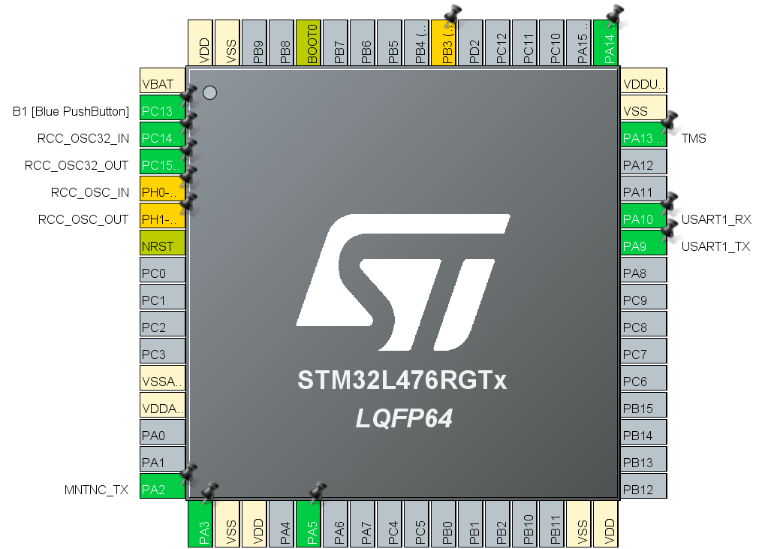 VDD
VSS
PB9
PB8
BOOT0
PB7
PB6
PB5
PB4 (..
PB3 (..
PD2
PC12
PC11
PC10
PA15 ..
PA14..
VBAT
B1 [Blue PushButton] PC13
RCC_OSC32_IN PC14..
RCC_OSC32_OUT PC15..
RCC_OSC_IN PH0-..
RCC_OSC_OUT PH1-..
NRST
PC0
PC1
PC2
PC3
VSSA..
VDDA..
PA0
PA1
MNTNC_TX PA2
VDDU..
VSS
PA13 .. TMS
PA12
PA11
PA10 USART1_RX
PA9 USART1_TX
PA8
PC9
PC8
PC7
PC6
PB15
PB14
PB13
PB12
ST
STM32L476RGTx
LQFP64
PA3
VSS
VDD
PA4
PA5
PA6
PA7
PC4
PC5
PB0
PB1
PB2
PB10
PB11
VSS
VDD